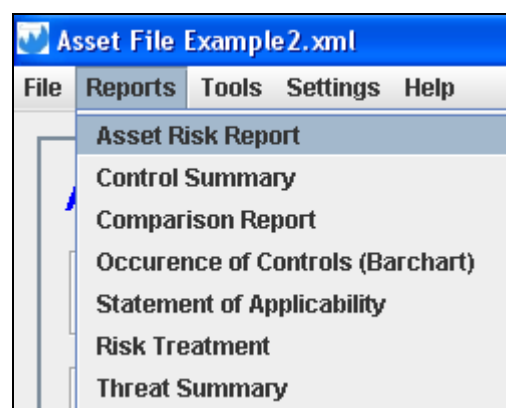 Asset File Example2.xml
File Reports Tools Settings Help
Asset Risk Report
Control Summary
Comparison Report
Occurence of Controls (Barchart)
Statement of Applicability
Risk Treatment
Threat Summary